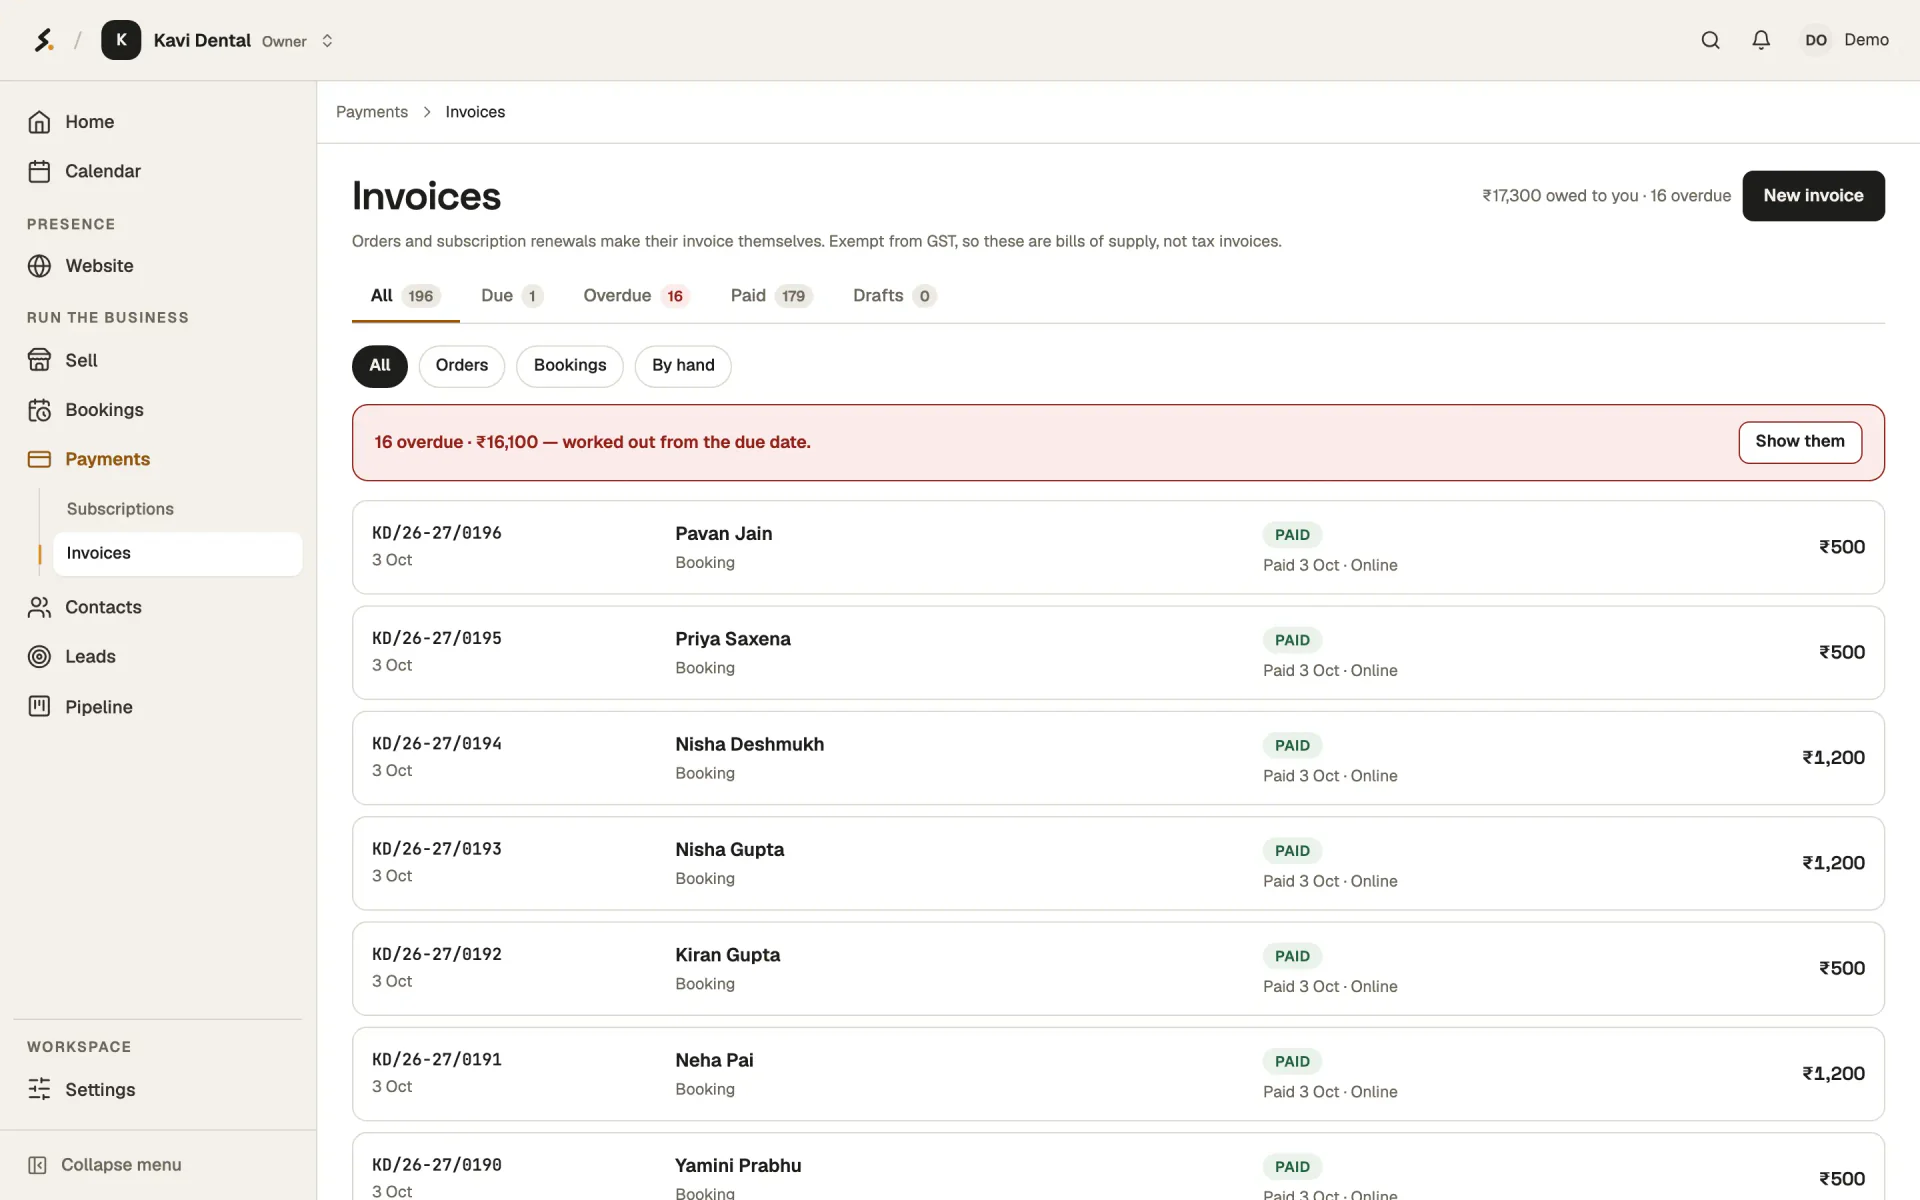 / K Kavi Dental Owner
DO Demo
Home
Calendar
PRESENCE
Website
RUN THE BUSINESS
Sell
Bookings
Payments
Subscriptions
Invoices
Contacts
Leads
Pipeline
WORKSPACE
Settings
Collapse menu
Payments > Invoices
Invoices
₹17,300 owed to you · 16 overdue
New invoice
Orders and subscription renewals make their invoice themselves. Exempt from GST, so these are bills of supply, not tax invoices.
All 196 Due 1 Overdue 16 Paid 179 Drafts 0
All Orders Bookings By hand
16 overdue · ₹16,100 — worked out from the due date.
Show them
KD/26-27/0196 Pavan Jain PAID ₹500
3 Oct Booking Paid 3 Oct · Online
KD/26-27/0195 Priya Saxena PAID ₹500
3 Oct Booking Paid 3 Oct · Online
KD/26-27/0194 Nisha Deshmukh PAID ₹1,200
3 Oct Booking Paid 3 Oct · Online
KD/26-27/0193 Nisha Gupta PAID ₹1,200
3 Oct Booking Paid 3 Oct · Online
KD/26-27/0192 Kiran Gupta PAID ₹500
3 Oct Booking Paid 3 Oct · Online
KD/26-27/0191 Neha Pai PAID ₹1,200
3 Oct Booking Paid 3 Oct · Online
KD/26-27/0190 Yamini Prabhu PAID ₹500
3 Oct Booking Paid 3 Oct · Online